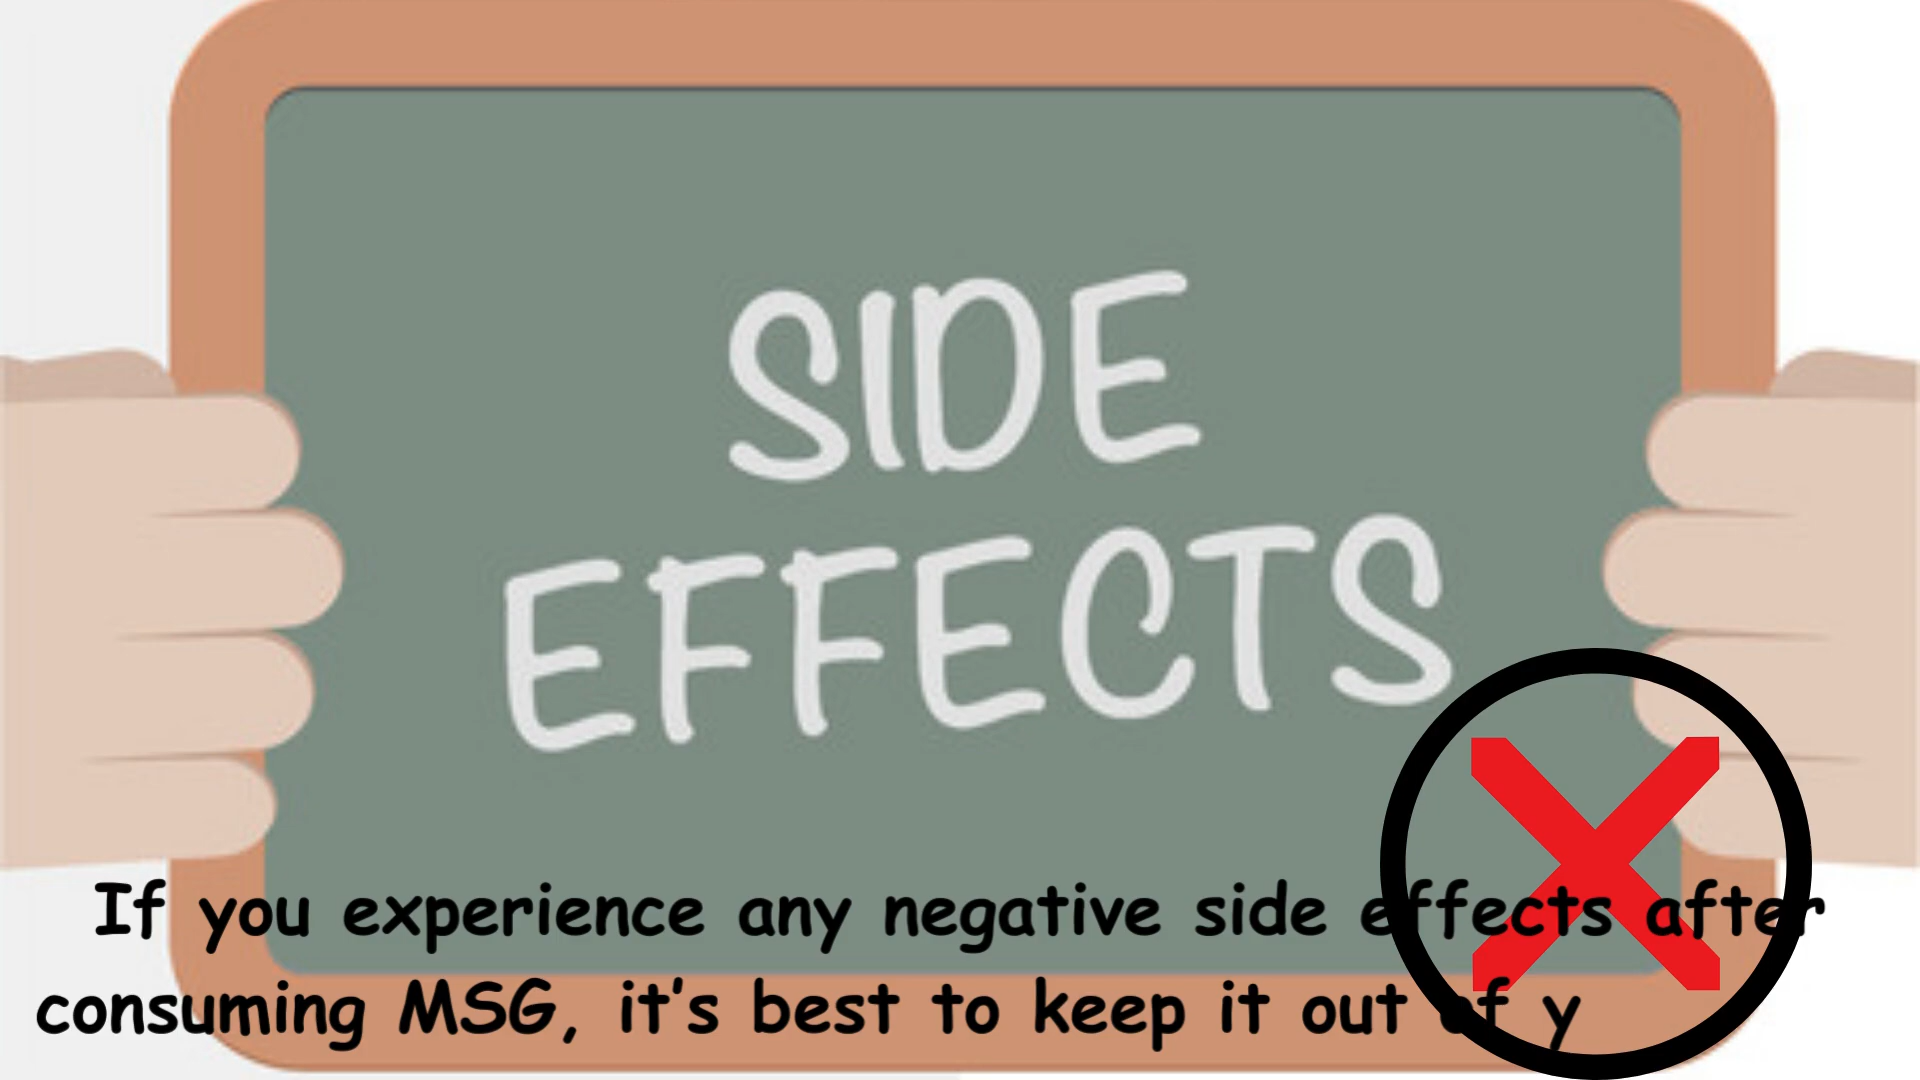 SIDE
EFFECTS
If you experience any negative side effects after
consuming MSG, it's best to keep it out of y